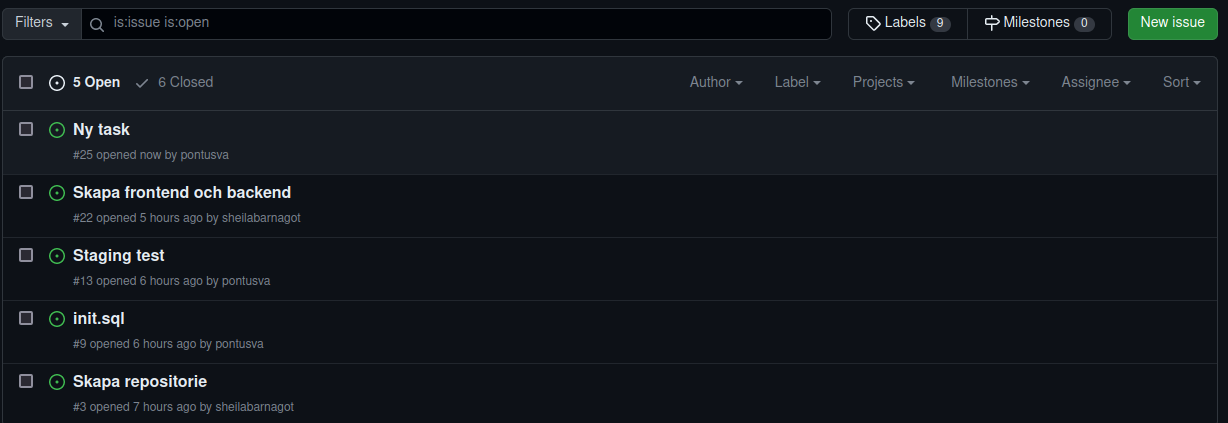 Filters is:issue is:open Labels 9 Milestones 0 New issue
5 Open 6 Closed Author Label Projects Milestones Assignee Sort
Ny task
#25 opened now by pontusva
Skapa frontend och backend
#22 opened 5 hours ago by sheilabarnagot
Staging test
#13 opened 6 hours ago by pontusva
init.sql
#9 opened 6 hours ago by pontusva
Skapa repositorie
#3 opened 7 hours ago by sheilabarnagot